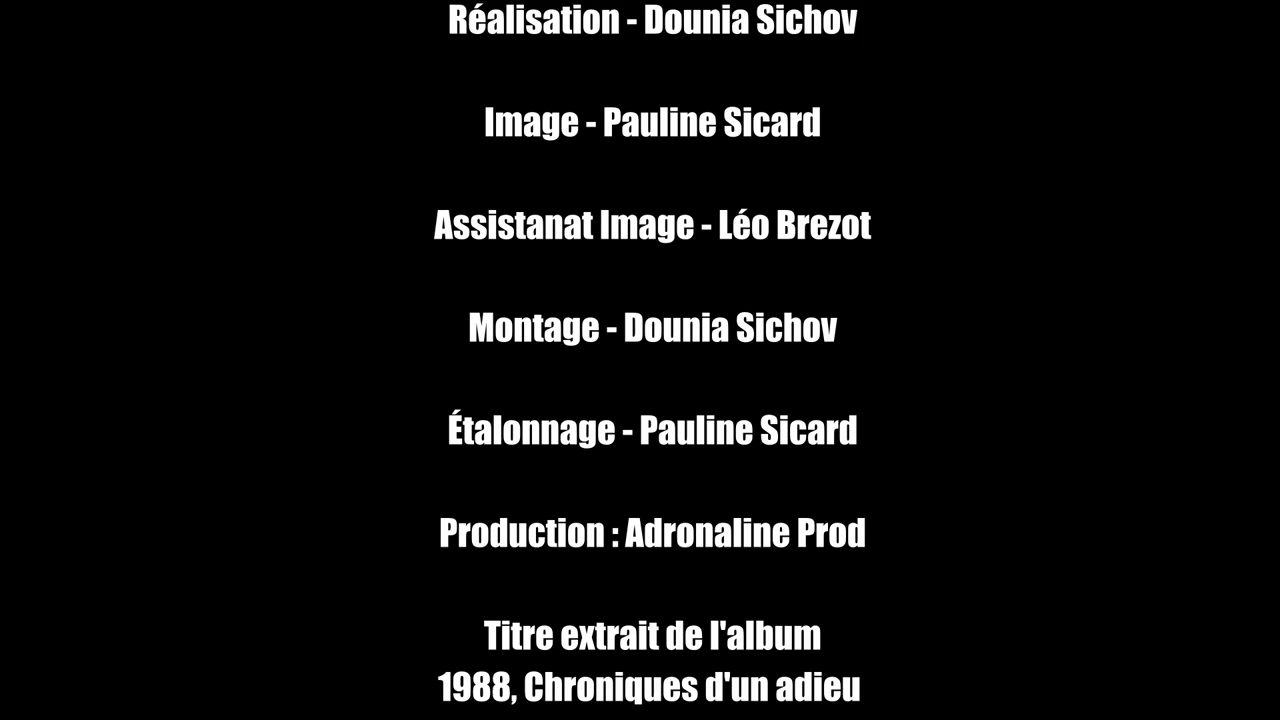 Réalisation - Dounia Sichov
Image - Pauline Sicard
Assistanat Image - Léo Brezot
Montage - Dounia Sichov
Étalonnage - Pauline Sicard
Production : Adronaline Prod
Titre extrait de l'album
1988, Chroniques d'un adieu